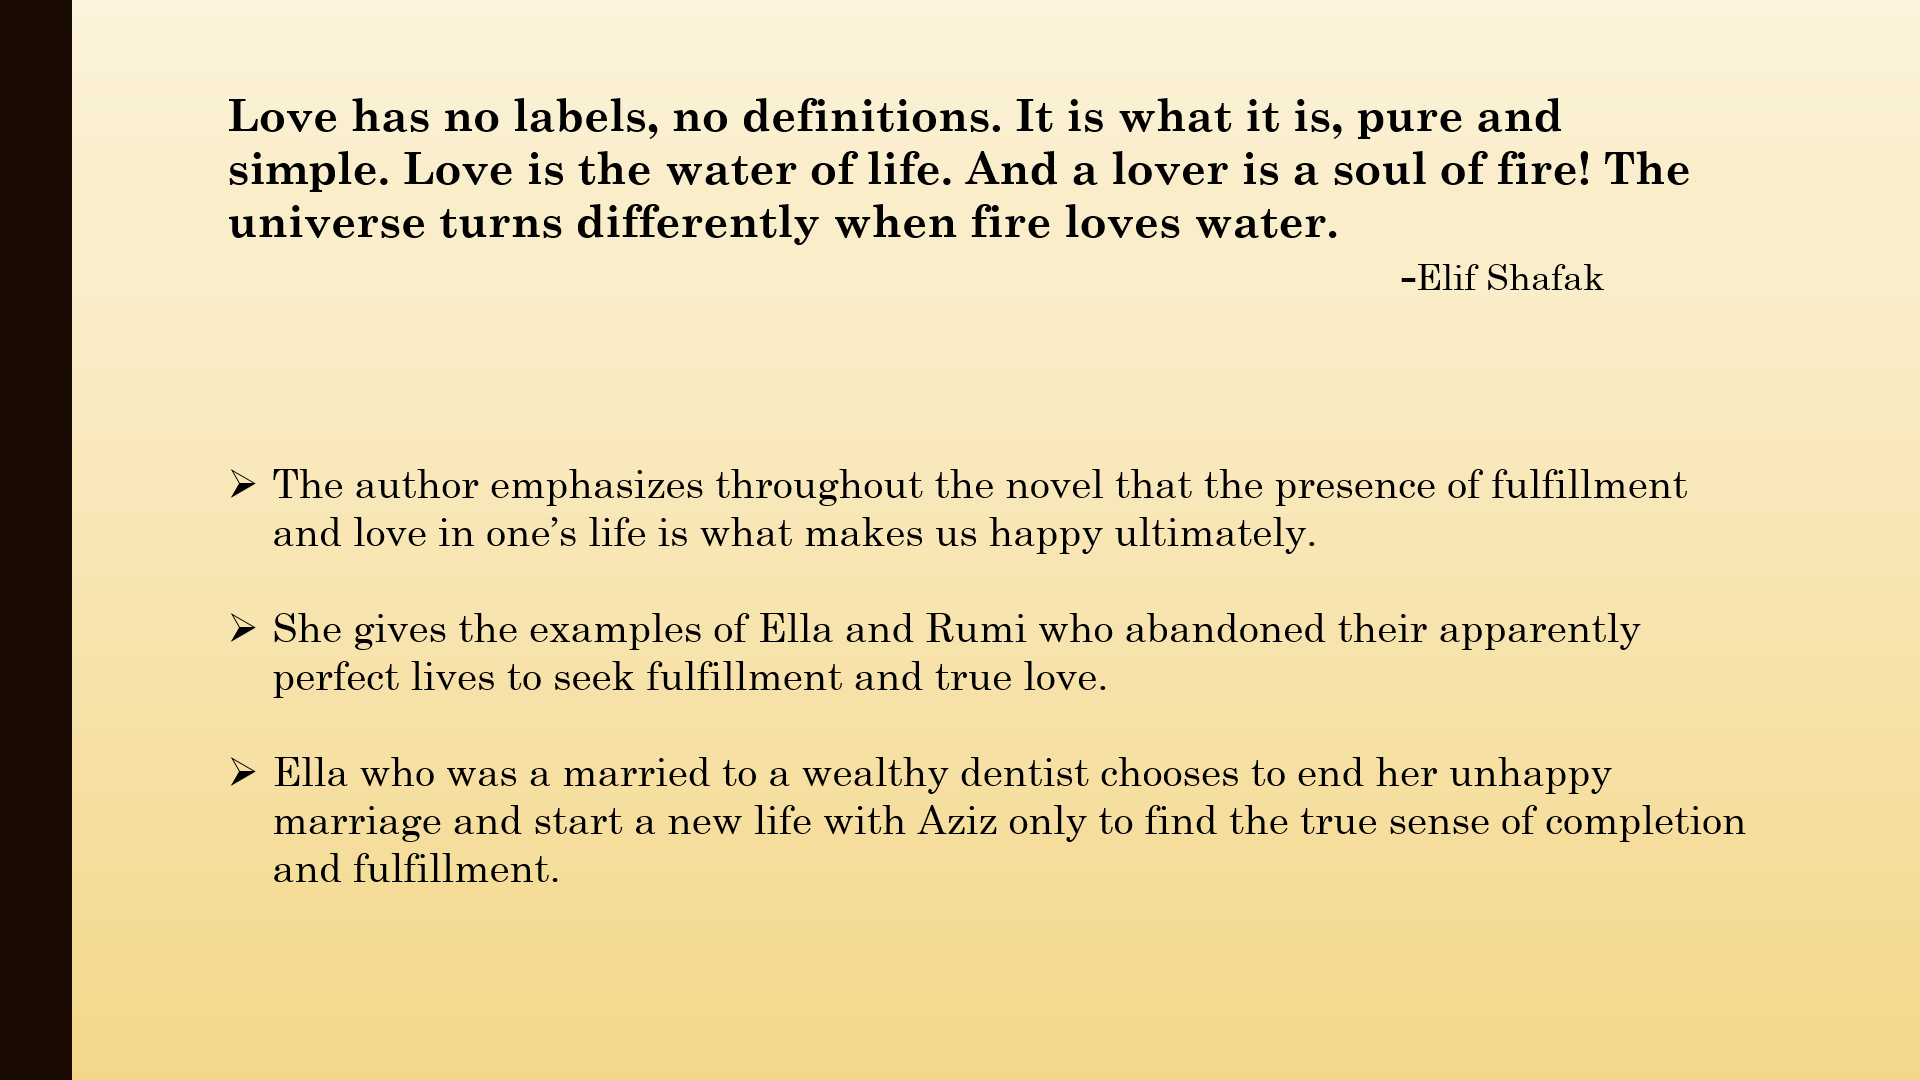 Love has no labels, no definitions. It is what it is, pure and
simple. Love is the water of life. And a lover is a soul of fire! The
universe turns differently when fire loves water.
-Elif Shafak
➢ The author emphasizes throughout the novel that the presence of fulfillment
and love in one’s life is what makes us happy ultimately.
➢ She gives the examples of Ella and Rumi who abandoned their apparently
perfect lives to seek fulfillment and true love.
➢ Ella who was a married to a wealthy dentist chooses to end her unhappy
marriage and start a new life with Aziz only to find the true sense of completion
and fulfillment.